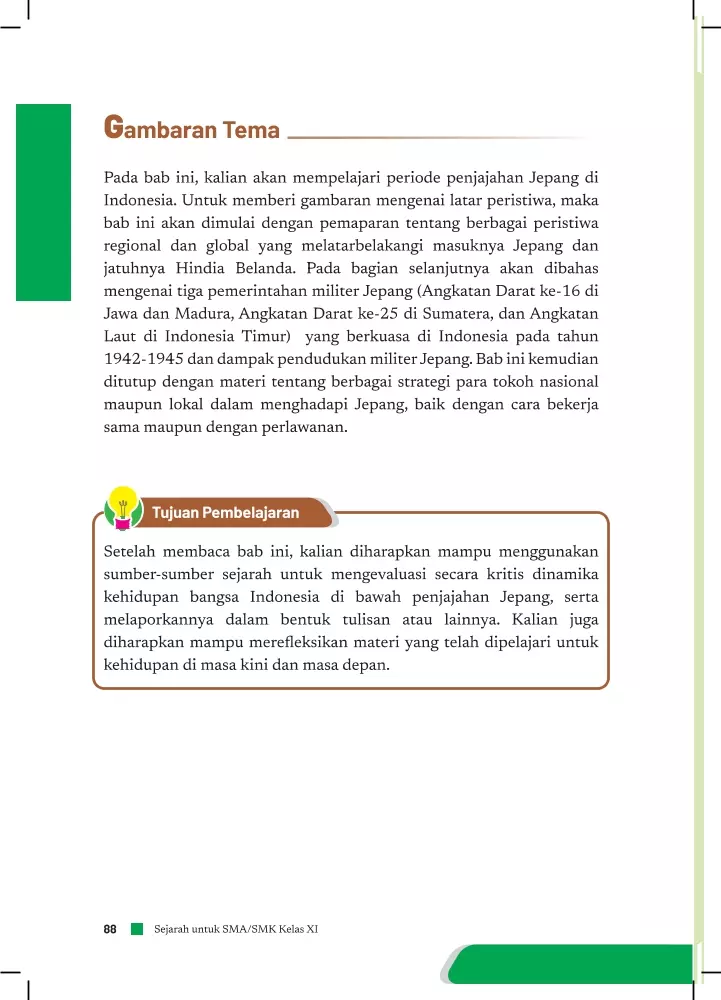 Gambaran Tema
Pada bab ini, kalian akan mempelajari periode penjajahan Jepang di
Indonesia. Untuk memberi gambaran mengenai latar peristiwa, maka
bab ini akan dimulai dengan pemaparan tentang berbagai peristiwa
regional dan global yang melatarbelakangi masuknya Jepang dan
jatuhnya Hindia Belanda. Pada bagian selanjutnya akan dibahas
mengenai tiga pemerintahan militer Jepang (Angkatan Darat ke-16 di
Jawa dan Madura, Angkatan Darat ke-25 di Sumatera, dan Angkatan
Laut di Indonesia Timur) yang berkuasa di Indonesia pada tahun
1942-1945 dan dampak pendudukan militer Jepang. Bab ini kemudian
ditutup dengan materi tentang berbagai strategi para tokoh nasional
maupun lokal dalam menghadapi Jepang, baik dengan cara bekerja
sama maupun dengan perlawanan.
Tujuan Pembelajaran
Setelah membaca bab ini, kalian diharapkan mampu menggunakan
sumber-sumber sejarah untuk mengevaluasi secara kritis dinamika
kehidupan bangsa Indonesia di bawah penjajahan Jepang, serta
melaporkannya dalam bentuk tulisan atau lainnya. Kalian juga
diharapkan mampu merefleksikan materi yang telah dipelajari untuk
kehidupan di masa kini dan masa depan.
88 Sejarah untuk SMA/SMK Kelas XI